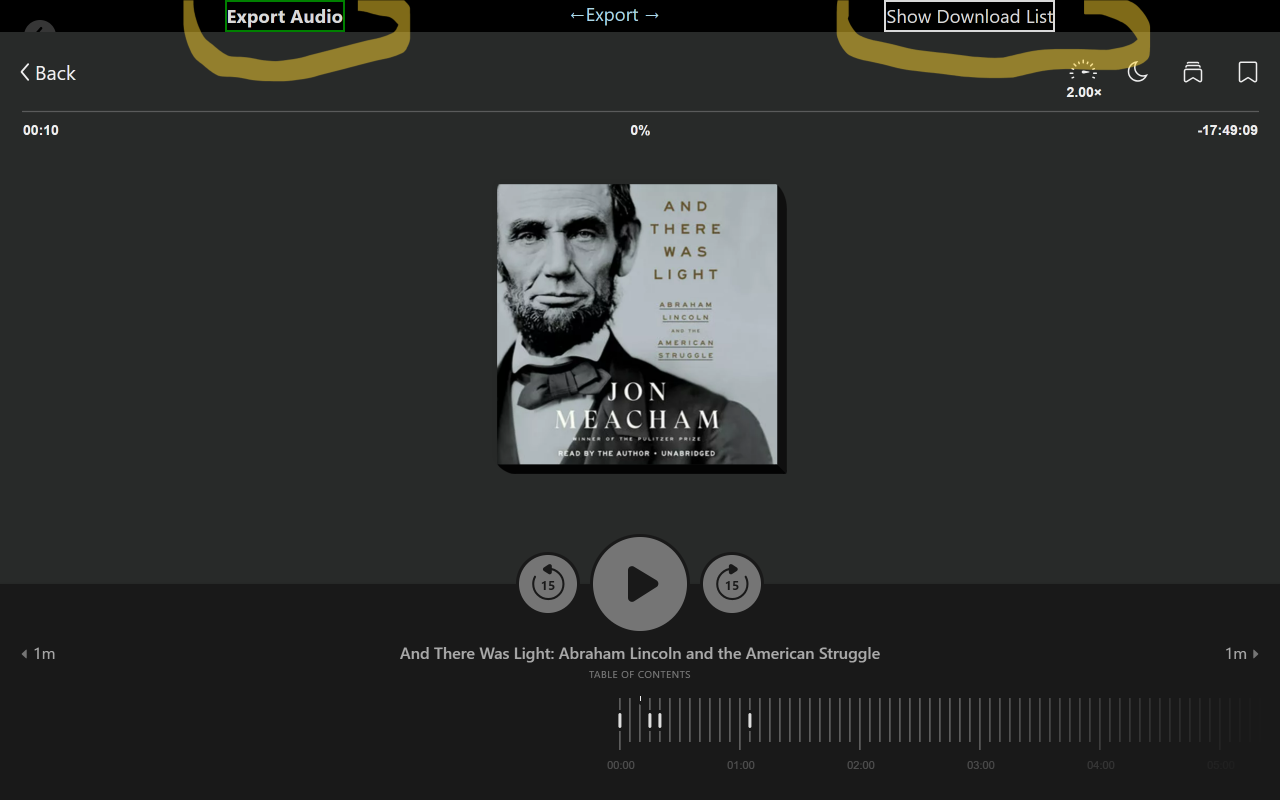 Export Audio
←Export →
Show Download List
Back
2.00×
00:10
0%
-17:49:09
AND
THERE
WAS
LIGHT
ABRAHAM
LINCOLN
AND THE
AMERICAN
STRUGGLE
JON
MEACHAM
WINNER OF THE PULITZER PRIZE
READ BY THE AUTHOR • UNABRIDGED
15
15
1m
And There Was Light: Abraham Lincoln and the American Struggle
1m
TABLE OF CONTENTS
00:00
01:00
02:00
03:00
04:00
05:00